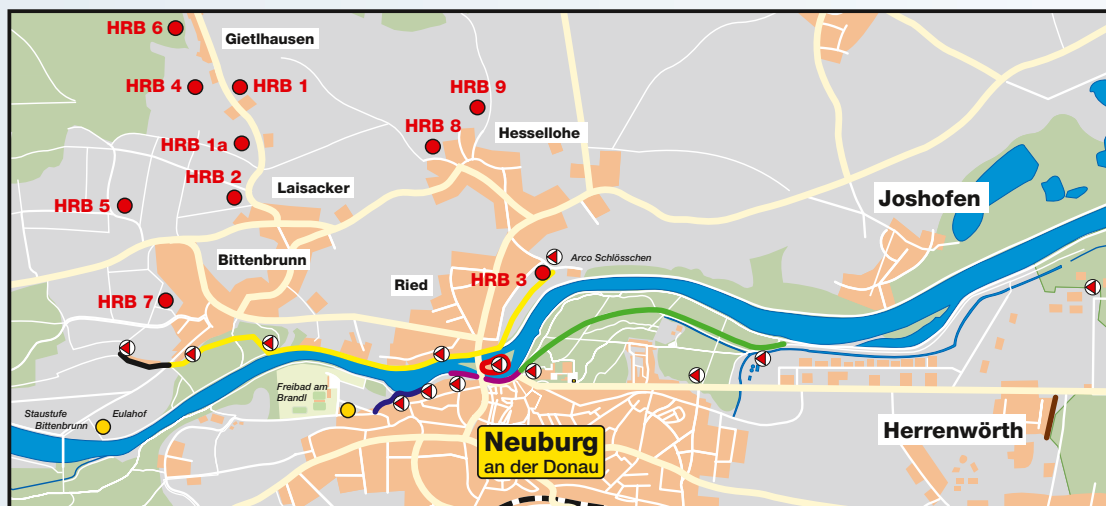 HRB 6
Gietlhausen
HRB 4
HRB 1
HRB 9
HRB 8
Hessellohe
HRB 1a
HRB 2
Laisacker
HRB 5
Joshofen
Bittenbrunn
Arco Schlösschen
Ried
HRB 3
HRB 7
Freibad am
Brandl
Staustufe
Bittenbrunn
Eulahof
Neuburg
an der Donau
Herrenwörth